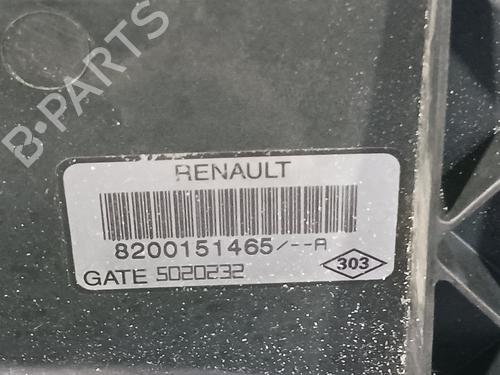 B-PARTS
RENAULT
8200151465/--A
GATE 5020232
303